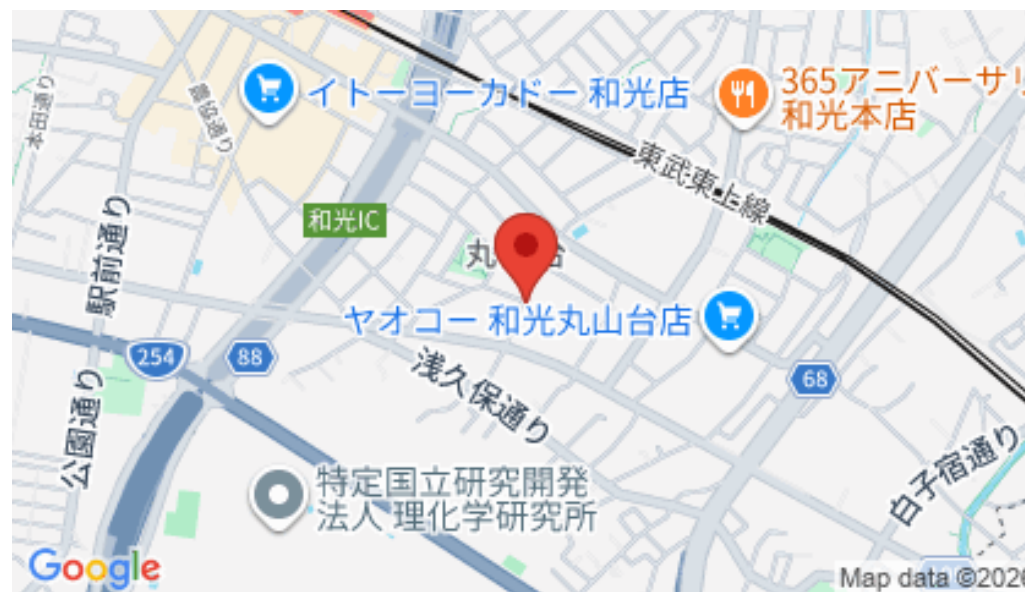 本田通り
農協通り
イトーヨーカドー 和光店
365アニバーサリ
和光本店
東武東上線
駅前通り
和光IC
丸
台
ヤオコー 和光丸山台店
254
88
68
浅久保通り
公園通り
特定国立研究開発
法人 理化学研究所
白子宿通り
Google
Map data ©2026